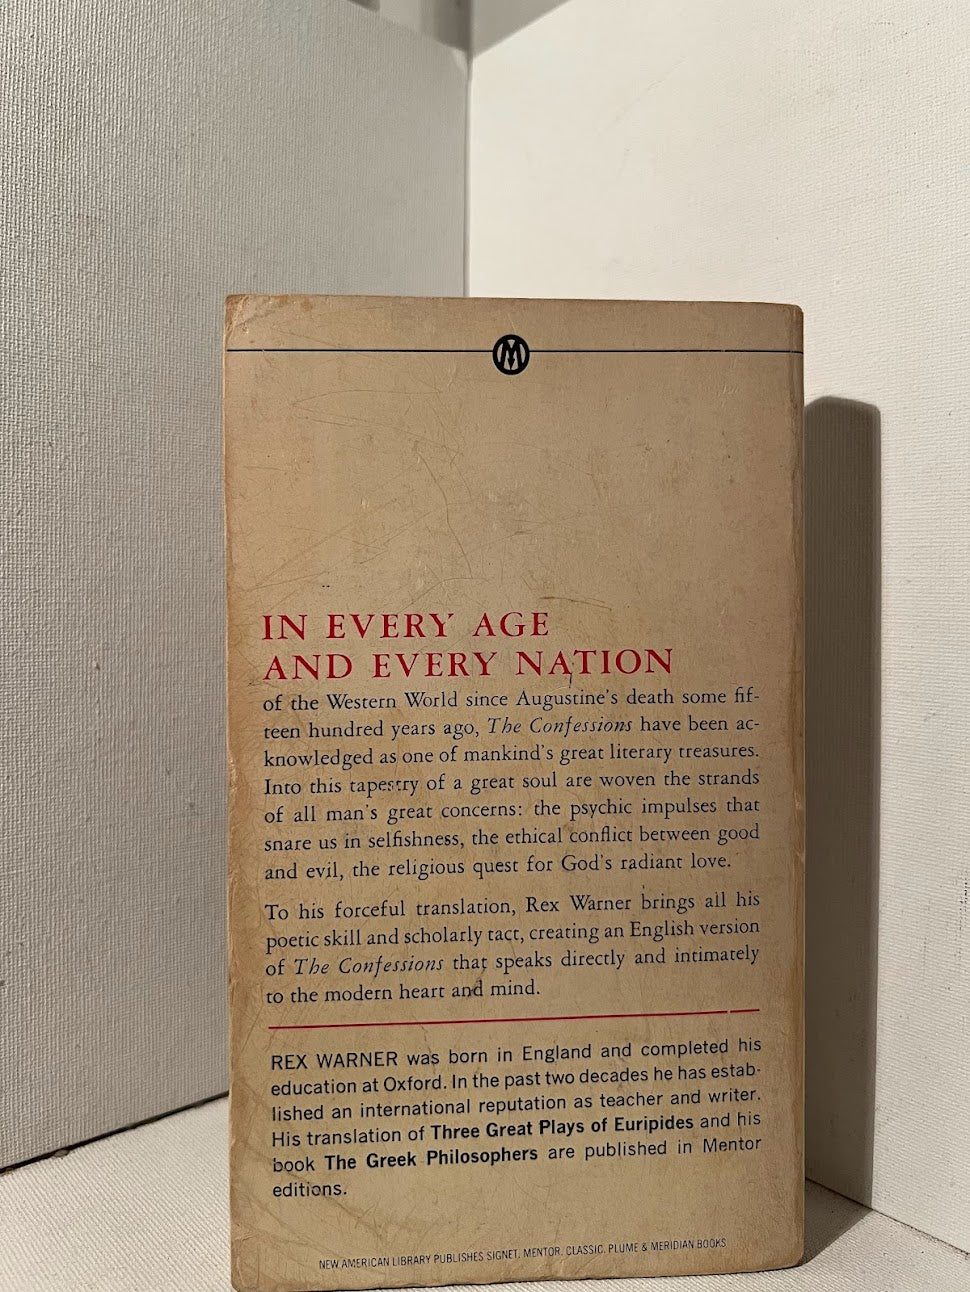 M
IN EVERY AGE
AND EVERY NATION
of the Western World since Augustine's death some fif-
teen hundred years ago, The Confessions have been ac-
knowledged as one of mankind's great literary treasures.
Into this tapestry of a great soul are woven the strands
of all man's great concerns: the psychic impulses that
snare us in selfishness, the ethical conflict between good
and evil, the religious quest for God's radiant love.
To his forceful translation, Rex Warner brings all his
poetic skill and scholarly tact, creating an English version
of The Confessions that speaks directly and intimately
to the modern heart and mind.
REX WARNER was born in England and completed his
education at Oxford. In the past two decades he has estab-
lished an international reputation as teacher and writer.
His translation of Three Great Plays of Euripides and his
book The Greek Philosophers are published in Mentor
editions.
NEW AMERICAN LIBRARY PUBLISHES SIGNET, MENTOR, CLASSIC, PLUME & MERIDIAN BOOKS